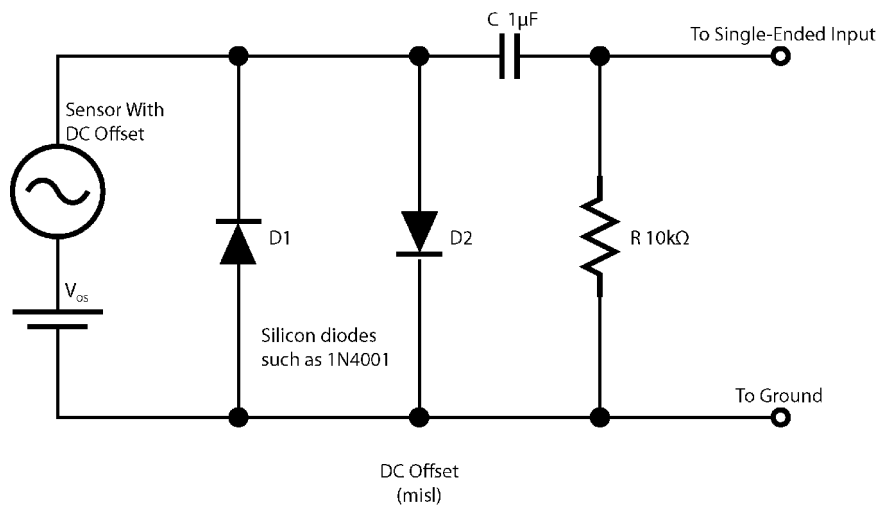 C 1µF
To Single-Ended Input
Sensor With
DC Offset
D1
D2
R 10kΩ
Vos
Silicon diodes
such as 1N4001
To Ground
DC Offset
(misl)